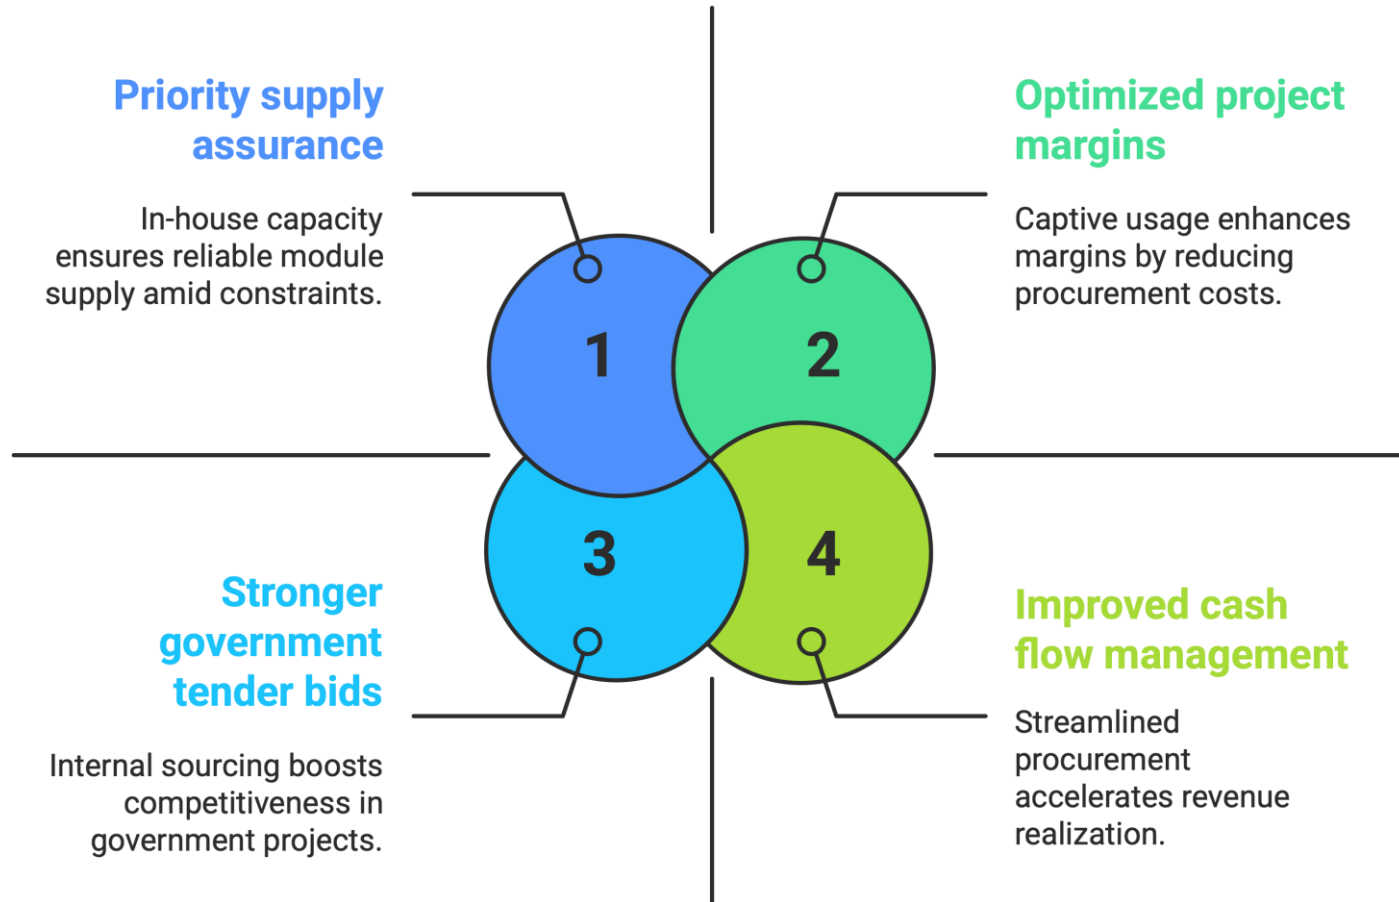 Priority supply
assurance
In-house capacity
ensures reliable module
supply amid constraints.
Optimized project
margins
Captive usage enhances
margins by reducing
procurement costs.
1
2
3
4
Stronger
government
tender bids
Internal sourcing boosts
competitiveness in
government projects.
Improved cash
flow management
Streamlined
procurement
accelerates revenue
realization.